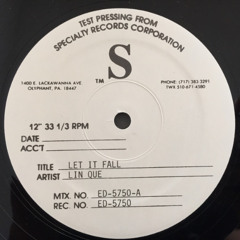 TEST PRESSING FROM
SPECIALTY RECORDS CORPORATION
S
TM
1400 E. LACKAWANNA AVE
OLYPHANT, PA. 18447
PHONE: (717) 383-3291
TWX 510-671-4580
12" 33 1/3 RPM
DATE
ACC'T
TITLE LET IT FALL
ARTIST LIN QUE
MTX. NO. ED-5750-A
REC. NO. ED-5750